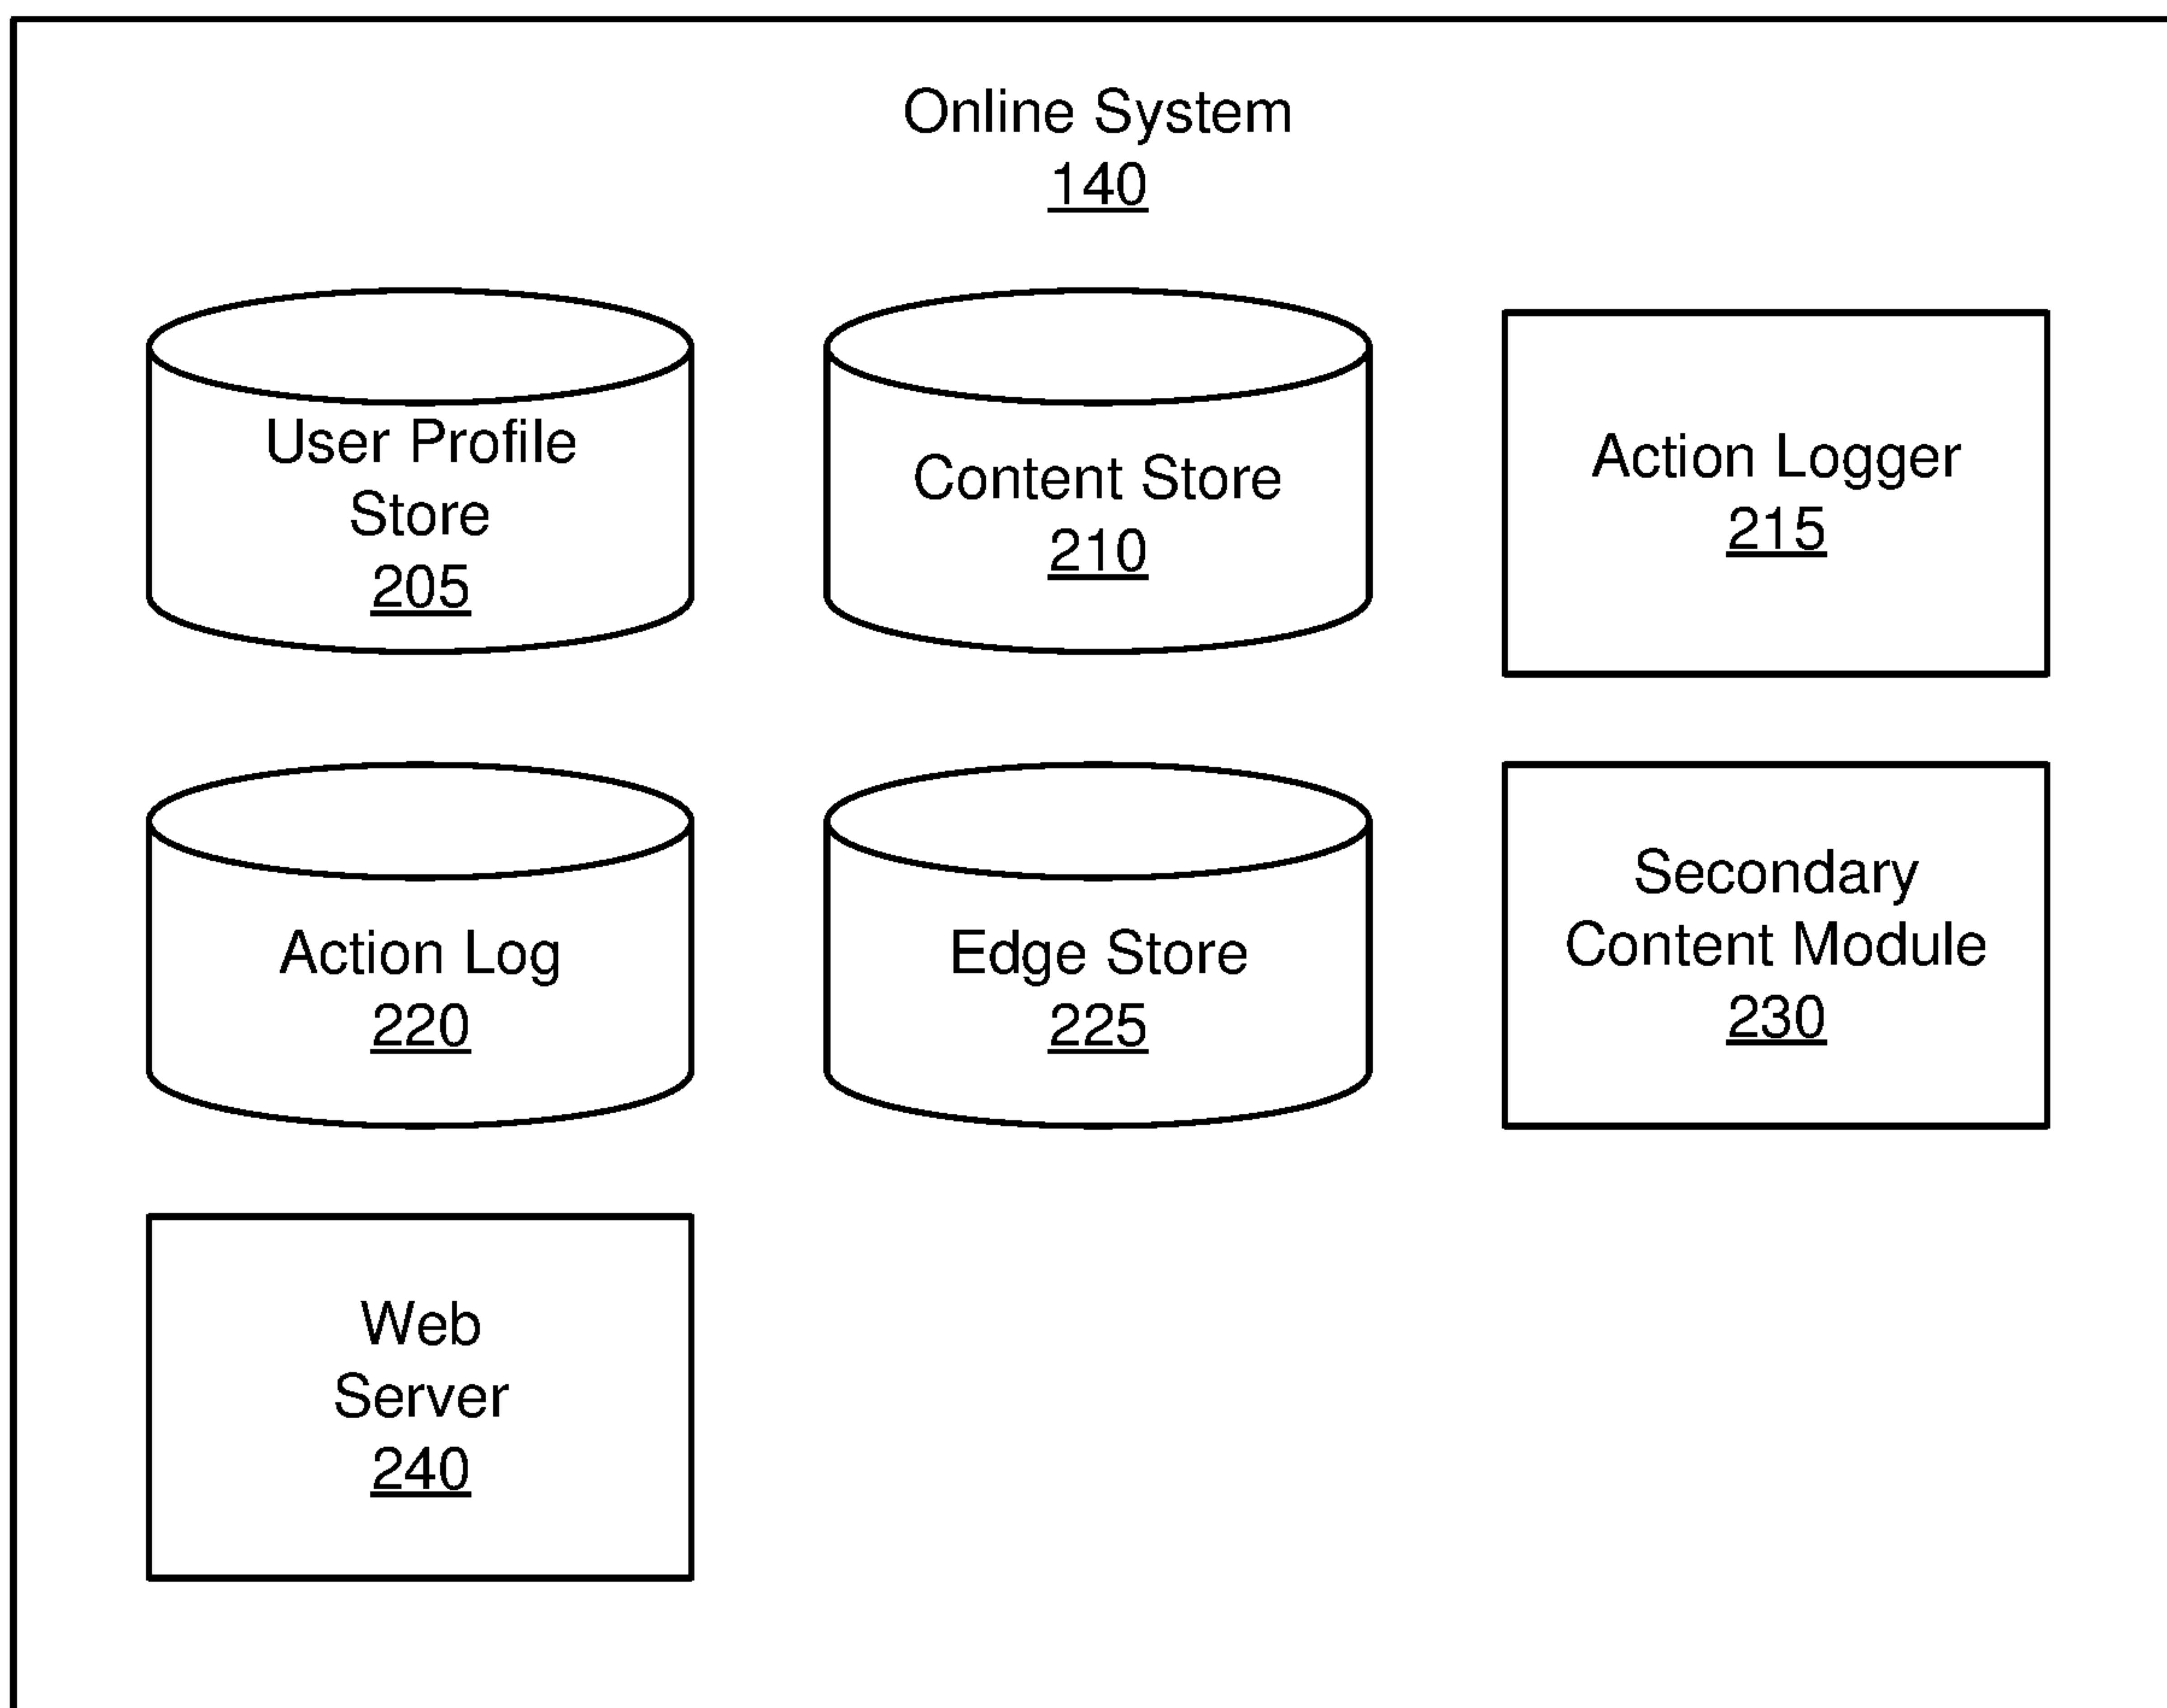 Online System
140
User Profile
Store
205
Content Store
210
Action Logger
215
Action Log
220
Edge Store
225
Secondary
Content Module
230
Web
Server
240